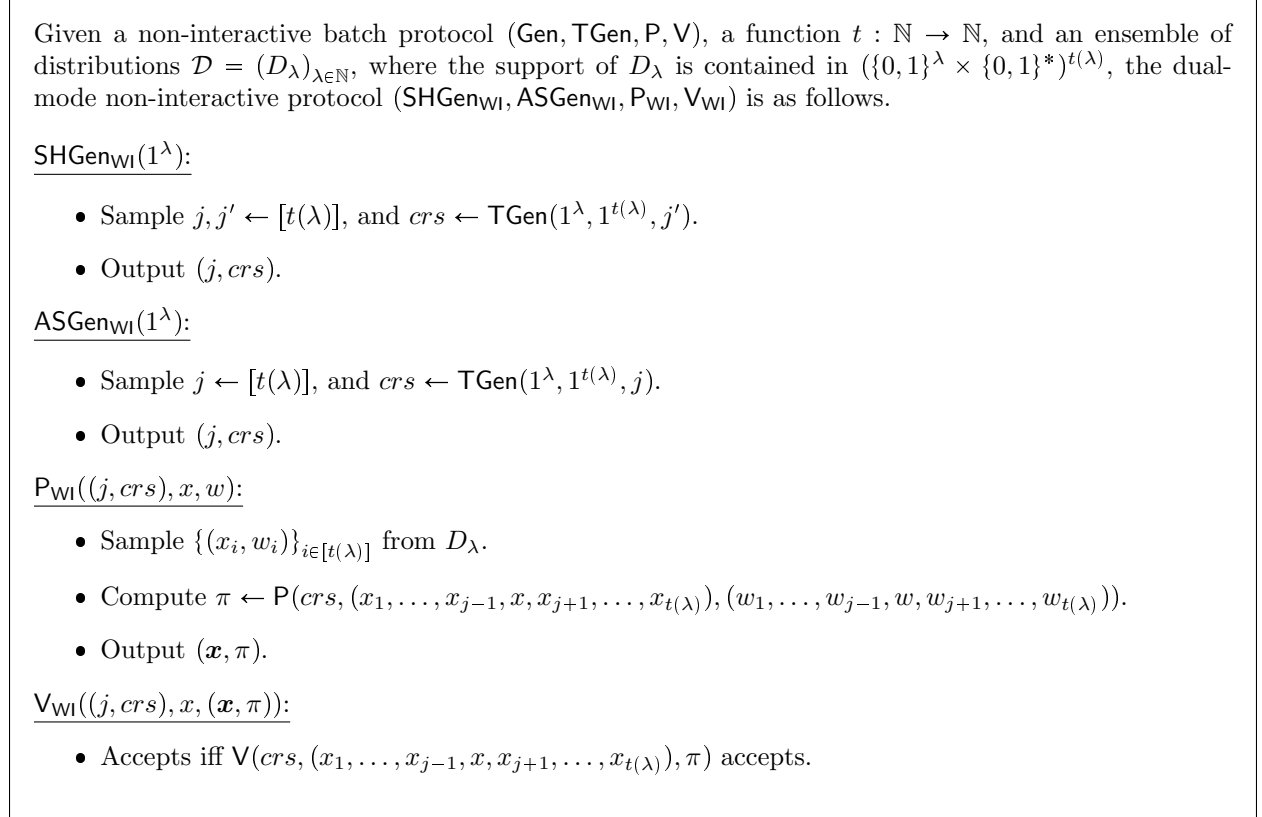 Given a non-interactive batch protocol (Gen, TGen, P, V), a function t : ℕ → ℕ, and an ensemble of
distributions 𝒟 = (D_λ)_{λ∈ℕ}, where the support of D_λ is contained in ({0, 1}^λ × {0, 1}*)^{t(λ)}, the dual-
mode non-interactive protocol (SHGen_WI, ASGen_WI, P_WI, V_WI) is as follows.
SHGen_WI(1^λ):
• Sample j, j′ ← [t(λ)], and crs ← TGen(1^λ, 1^{t(λ)}, j′).
• Output (j, crs).
ASGen_WI(1^λ):
• Sample j ← [t(λ)], and crs ← TGen(1^λ, 1^{t(λ)}, j).
• Output (j, crs).
P_WI((j, crs), x, w):
• Sample {(x_i, w_i)}_{i∈[t(λ)]} from D_λ.
• Compute π ← P(crs, (x_1, . . . , x_{j−1}, x, x_{j+1}, . . . , x_{t(λ)}), (w_1, . . . , w_{j−1}, w, w_{j+1}, . . . , w_{t(λ)})).
• Output (𝒙, π).
V_WI((j, crs), x, (𝒙, π)):
• Accepts iff V(crs, (x_1, . . . , x_{j−1}, x, x_{j+1}, . . . , x_{t(λ)}), π) accepts.